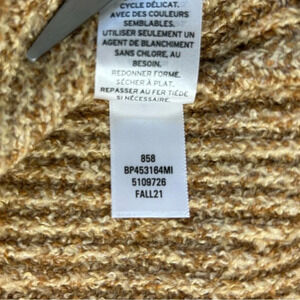 CYCLE DÉLICAT.
AVEC DES COULEURS
SEMBLABLES.
UTILISER SEULEMENT UN
AGENT DE BLANCHIMENT
SANS CHLORE, AU
BESOIN.
REDONNER FORME.
SÉCHER À PLAT.
REPASSER AU FER TIÈDE
SI NÉCESSAIRE.
858
BP453164MI
5109726
FALL21